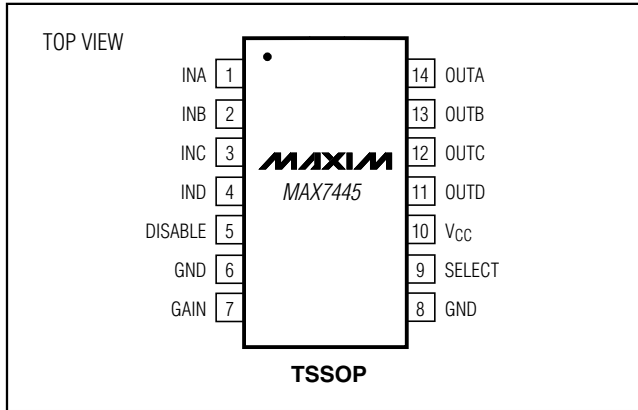 TOP VIEW
INA 1 14 OUTA
INB 2 13 OUTB
INC 3 12 OUTC
MAXIM
IND 4 MAX7445 11 OUTD
DISABLE 5 10 VCC
GND 6 9 SELECT
GAIN 7 8 GND
TSSOP